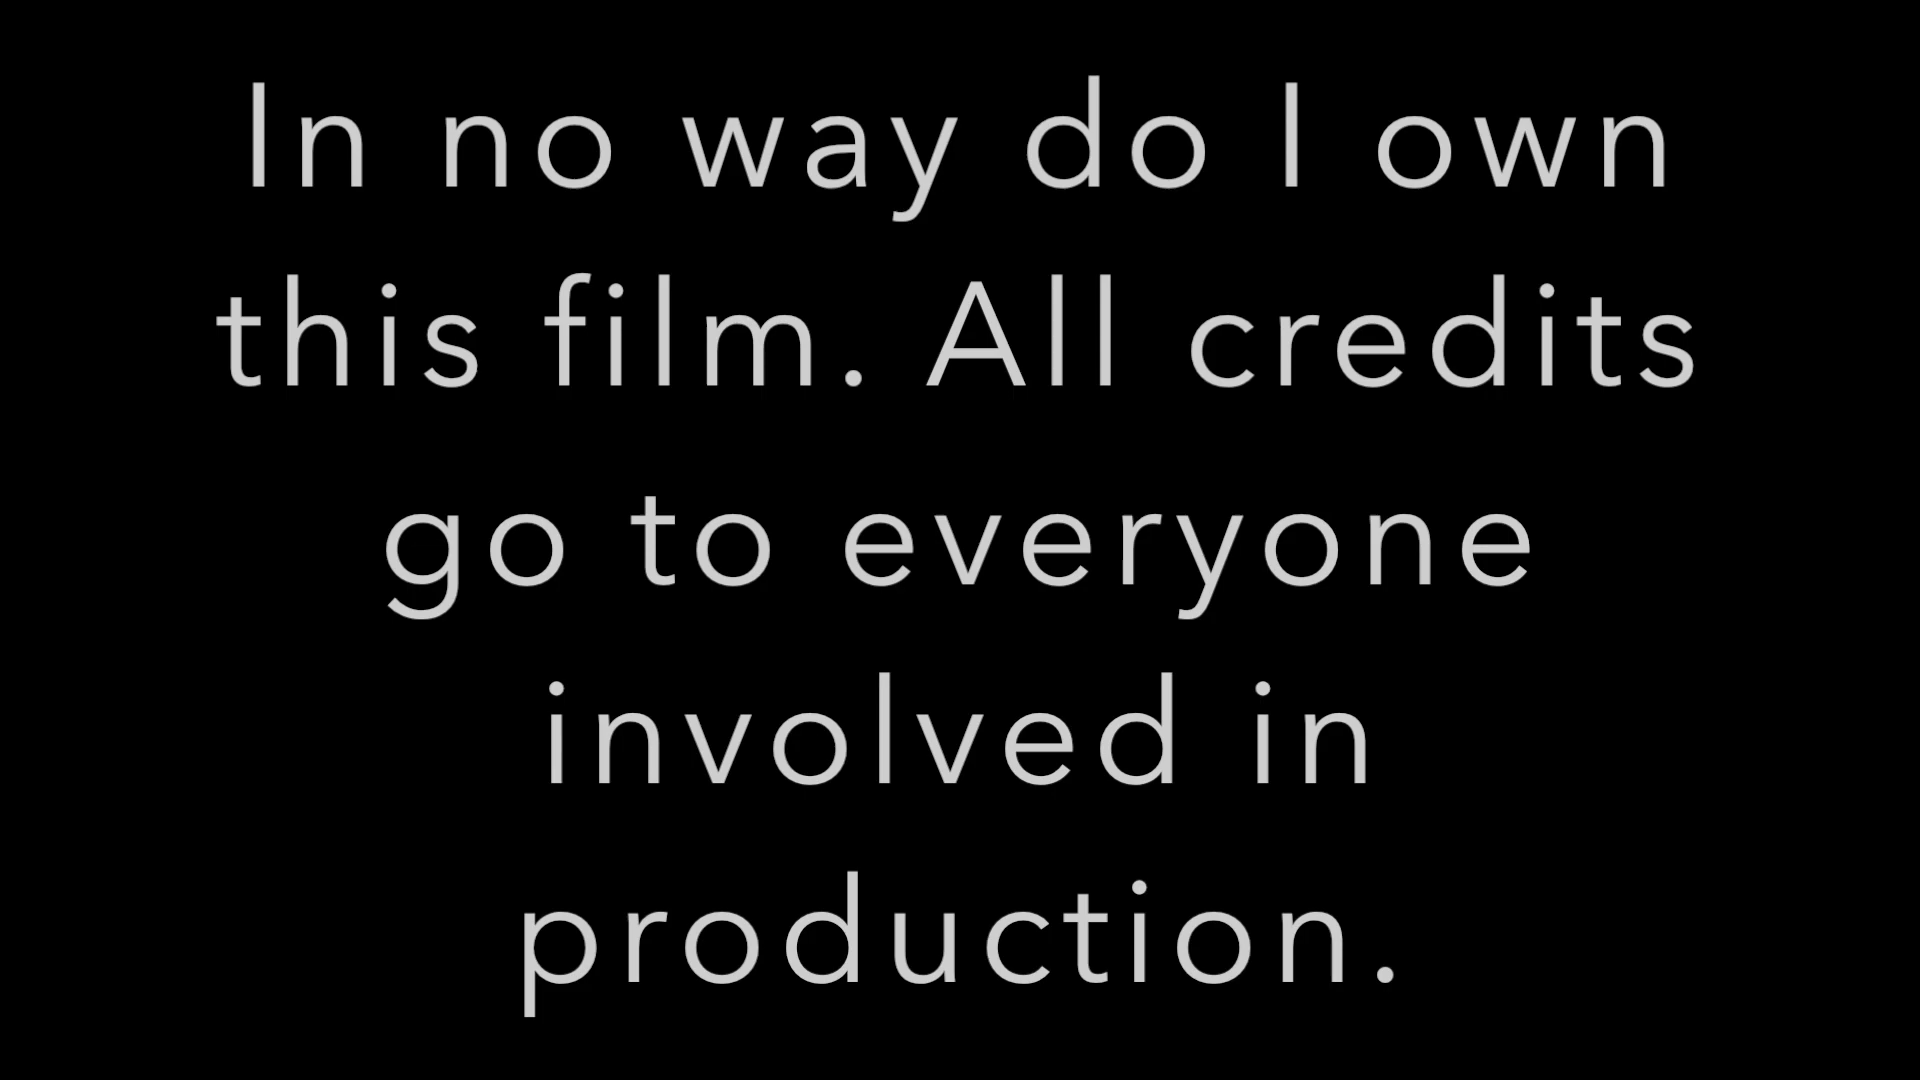 In no way do I own
this film. All credits
go to everyone
involved in
production.